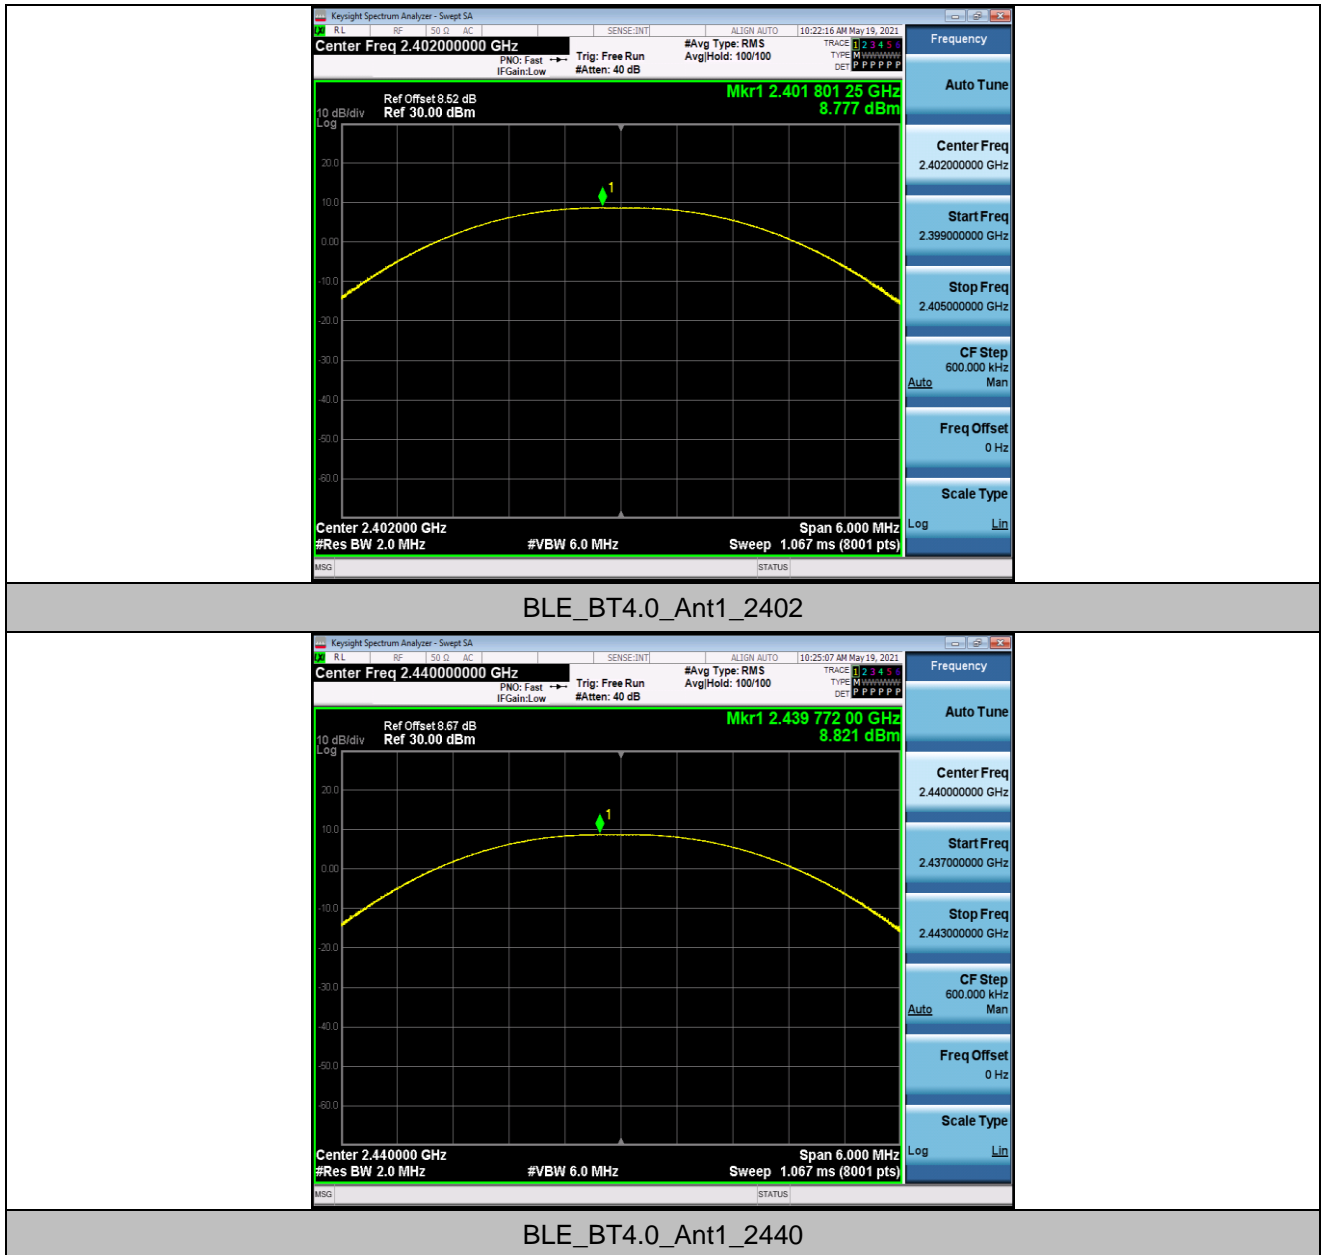 Keysight Spectrum Analyzer - Swept SA
RL RF 50 Ω AC SENSE:INT ALIGN AUTO 10:22:16 AM May 19, 2021
Center Freq 2.402000000 GHz
PNO: Fast
IFGain:Low
Trig: Free Run
#Atten: 40 dB
#Avg Type: RMS
Avg|Hold: 100/100
TRACE 1 2 3 4 5 6
TYPE M WWWWW
DET P P P P P P
Frequency
Ref Offset 8.52 dB
10 dB/div Ref 30.00 dBm
Log
Mkr1 2.401 801 25 GHz
8.777 dBm
1
20.0
10.0
0.00
-10.0
-20.0
-30.0
-40.0
-50.0
-60.0
Center 2.402000 GHz Span 6.000 MHz
#Res BW 2.0 MHz #VBW 6.0 MHz Sweep 1.067 ms (8001 pts)
MSG STATUS
Auto Tune
Center Freq
2.402000000 GHz
Start Freq
2.399000000 GHz
Stop Freq
2.405000000 GHz
CF Step
600.000 kHz
Auto Man
Freq Offset
0 Hz
Scale Type
Log Lin
BLE_BT4.0_Ant1_2402
Keysight Spectrum Analyzer - Swept SA
RL RF 50 Ω AC SENSE:INT ALIGN AUTO 10:25:07 AM May 19, 2021
Center Freq 2.440000000 GHz
PNO: Fast
IFGain:Low
Trig: Free Run
#Atten: 40 dB
#Avg Type: RMS
Avg|Hold: 100/100
TRACE 1 2 3 4 5 6
TYPE M WWWWW
DET P P P P P P
Frequency
Ref Offset 8.67 dB
10 dB/div Ref 30.00 dBm
Log
Mkr1 2.439 772 00 GHz
8.821 dBm
1
20.0
10.0
0.00
-10.0
-20.0
-30.0
-40.0
-50.0
-60.0
Center 2.440000 GHz Span 6.000 MHz
#Res BW 2.0 MHz #VBW 6.0 MHz Sweep 1.067 ms (8001 pts)
MSG STATUS
Auto Tune
Center Freq
2.440000000 GHz
Start Freq
2.437000000 GHz
Stop Freq
2.443000000 GHz
CF Step
600.000 kHz
Auto Man
Freq Offset
0 Hz
Scale Type
Log Lin
BLE_BT4.0_Ant1_2440